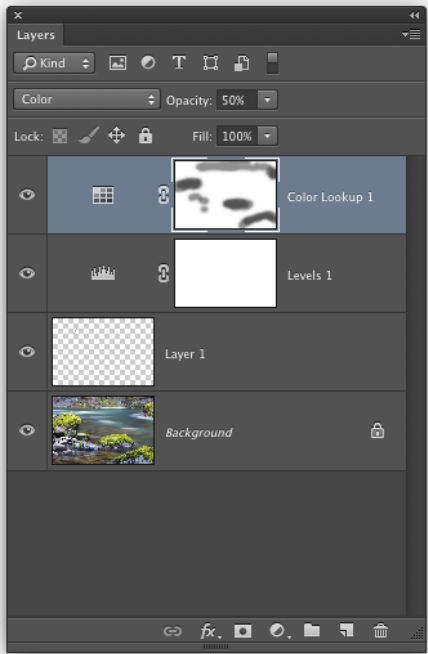 Layers
Kind
Color Opacity: 50%
Lock: Fill: 100%
Color Lookup 1
Levels 1
Layer 1
Background
fx.